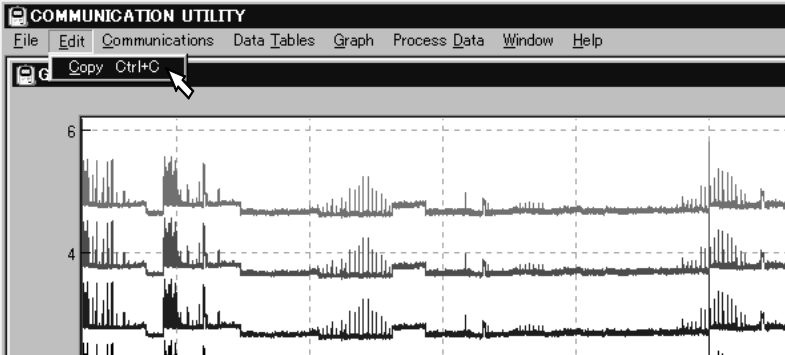 COMMUNICATION UTILITY
File Edit Communications Data Tables Graph Process Data Window Help
Copy Ctrl+C
G
6
4